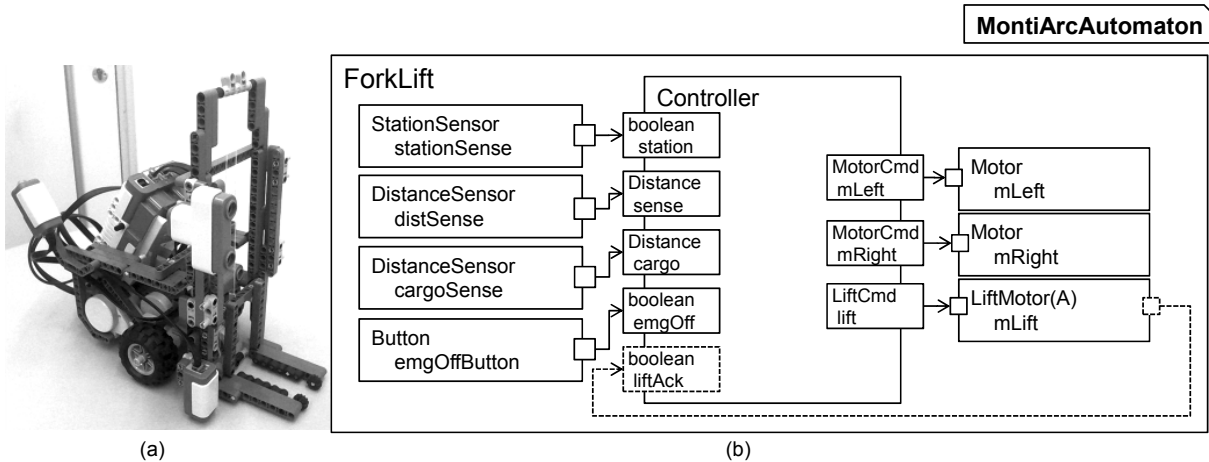 MontiArcAutomaton
ForkLift
Controller
StationSensor
stationSense
DistanceSensor
distSense
DistanceSensor
cargoSense
Button
emgOffButton
boolean
station
Distance
sense
Distance
cargo
boolean
emgOff
boolean
liftAck
MotorCmd
mLeft
MotorCmd
mRight
LiftCmd
lift
Motor
mLeft
Motor
mRight
LiftMotor(A)
mLift
(a)
(b)